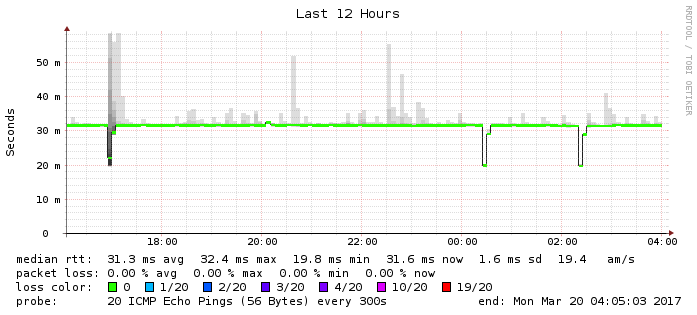 Last 12 Hours
RRDTOOL / TOBI OETIKER
Seconds
50 m
40 m
30 m
20 m
10 m
0
18:00 20:00 22:00 00:00 02:00 04:00
median rtt: 31.3 ms avg 32.4 ms max 19.8 ms min 31.6 ms now 1.6 ms sd 19.4 am/s
packet loss: 0.00 % avg 0.00 % max 0.00 % min 0.00 % now
loss color: 0 1/20 2/20 3/20 4/20 10/20 19/20
probe: 20 ICMP Echo Pings (56 Bytes) every 300s end: Mon Mar 20 04:05:03 2017